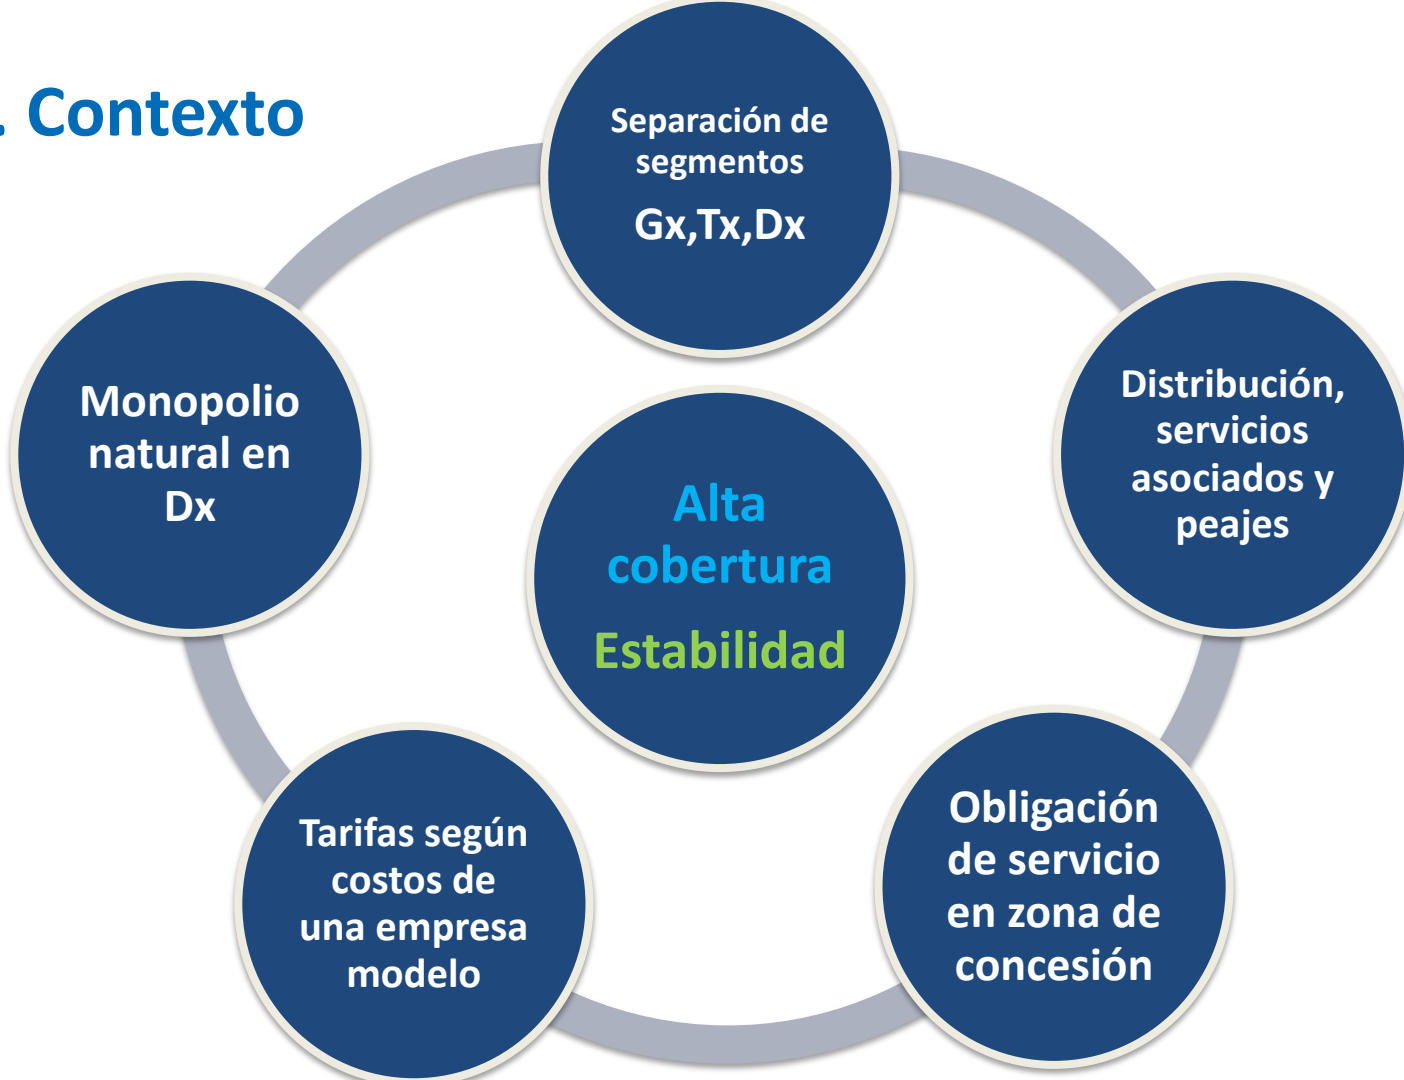 . Contexto
Separación de
segmentos
Gx,Tx,Dx
Distribución,
servicios
asociados y
peajes
Obligación
de servicio
en zona de
concesión
Tarifas según
costos de
una empresa
modelo
Monopolio
natural en
Dx
Alta
cobertura
Estabilidad